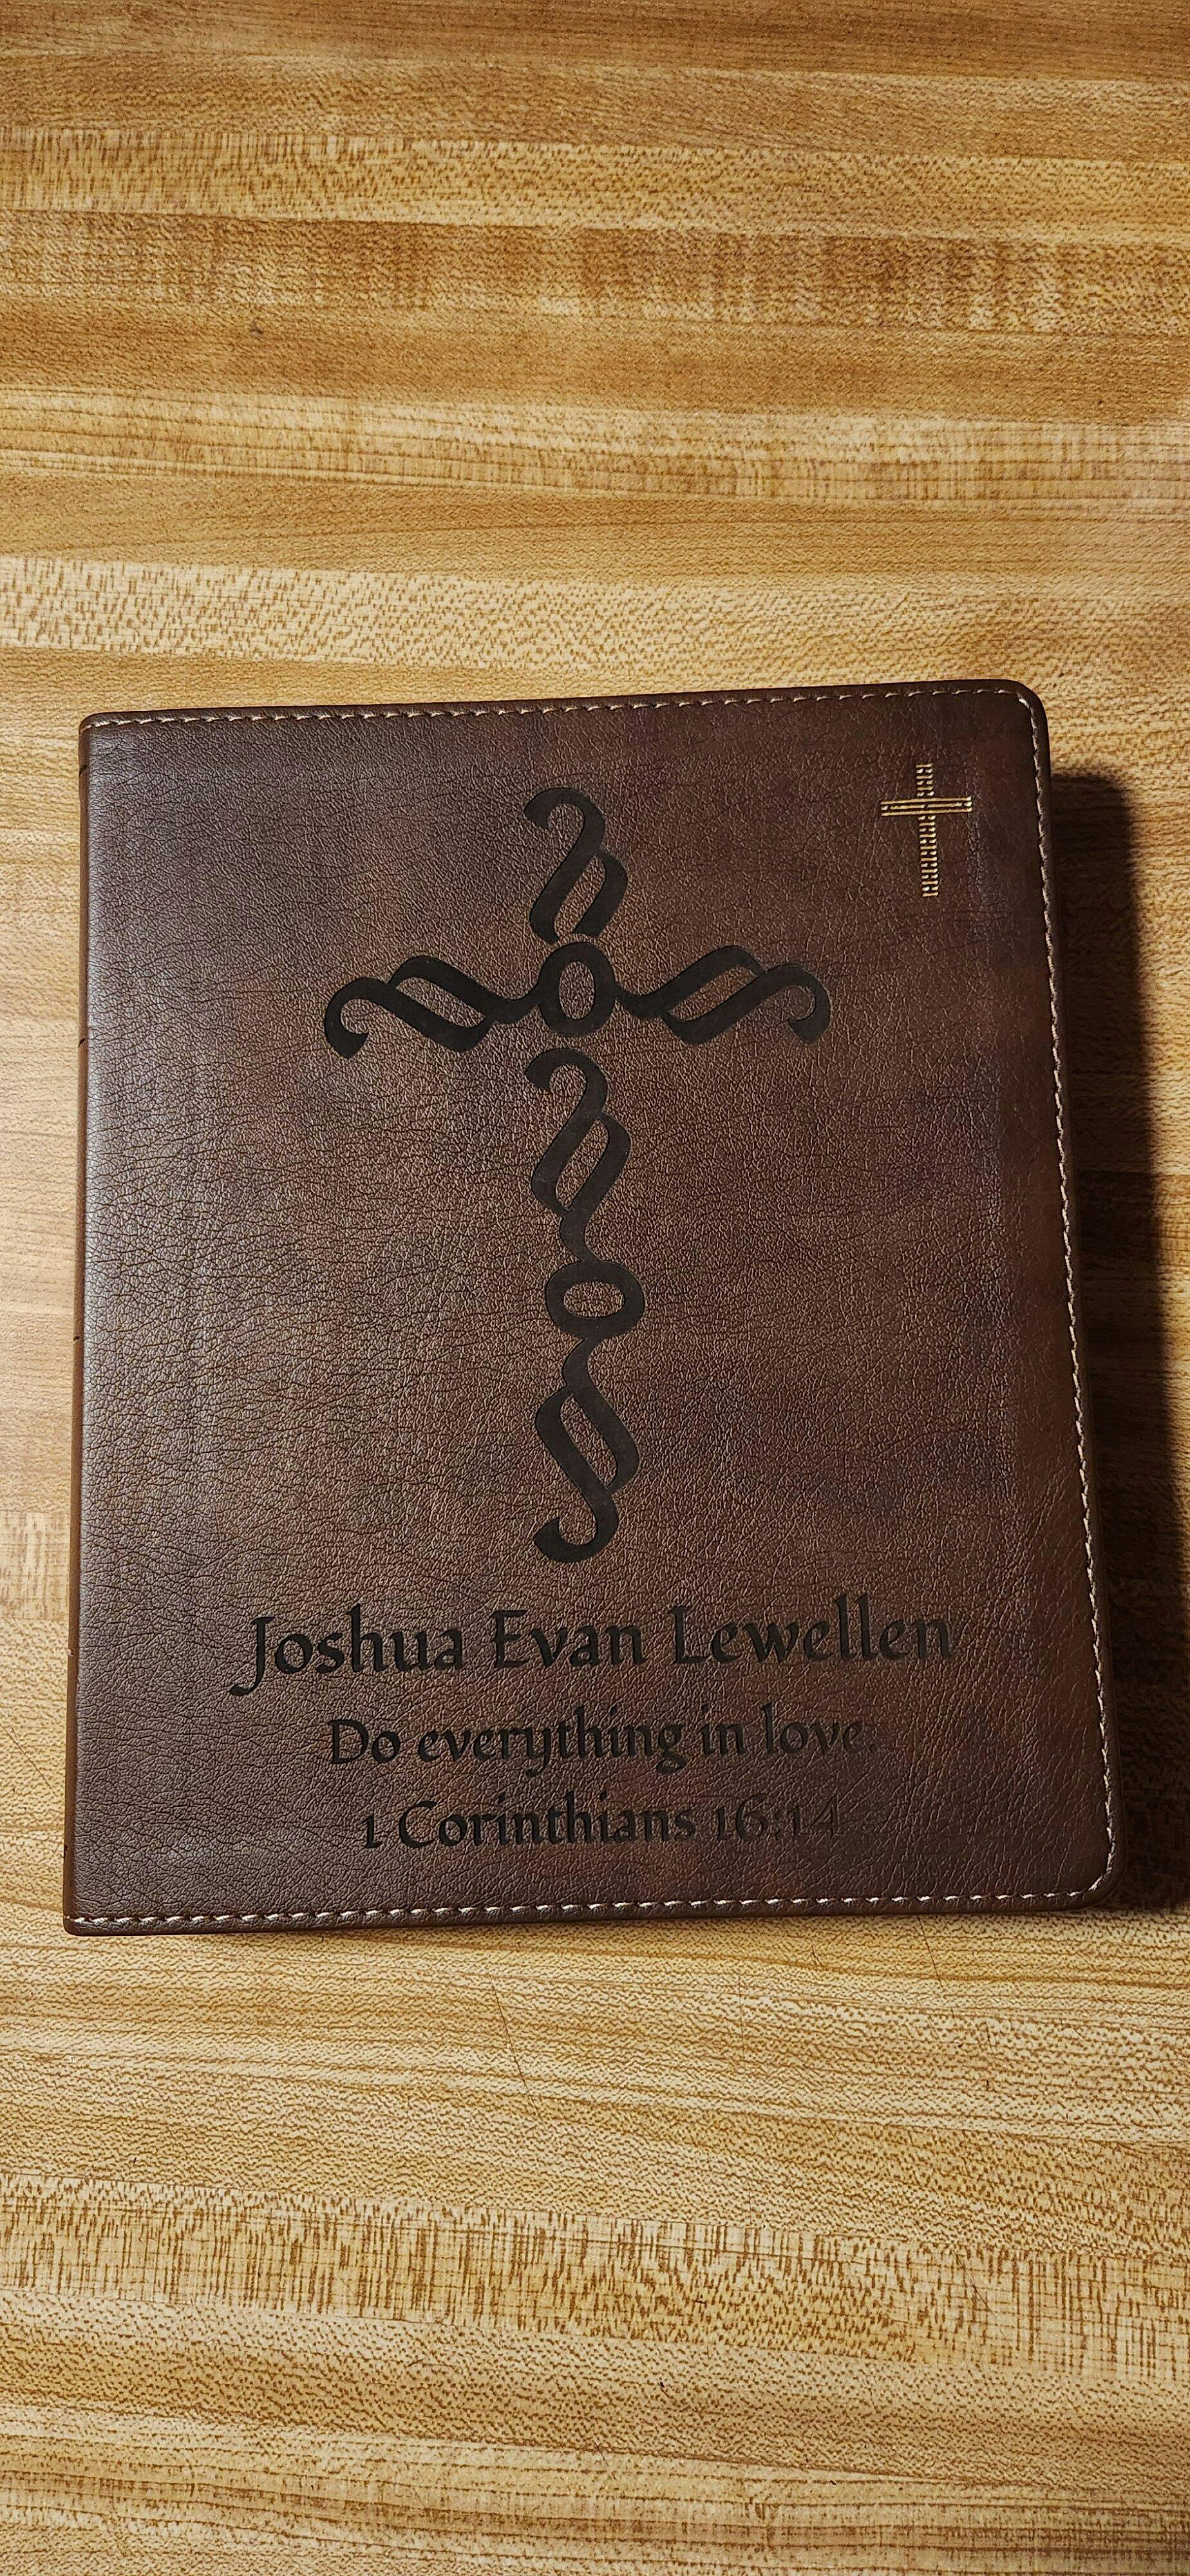 Joshua Evan Lewellen
Do everything in love.
1 Corinthians 16:14